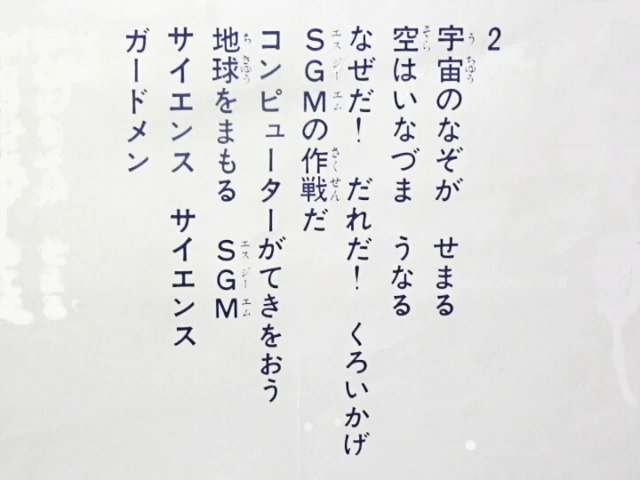 2
宇宙のなぞが　せまる
空はいなづま　うなる
なぜだ！　だれだ！　くろいかげ
SGMの作戦だ
コンピューターがてきをおう
地球をまもる　SGM
サイエンス　サイエンス
ガードメン